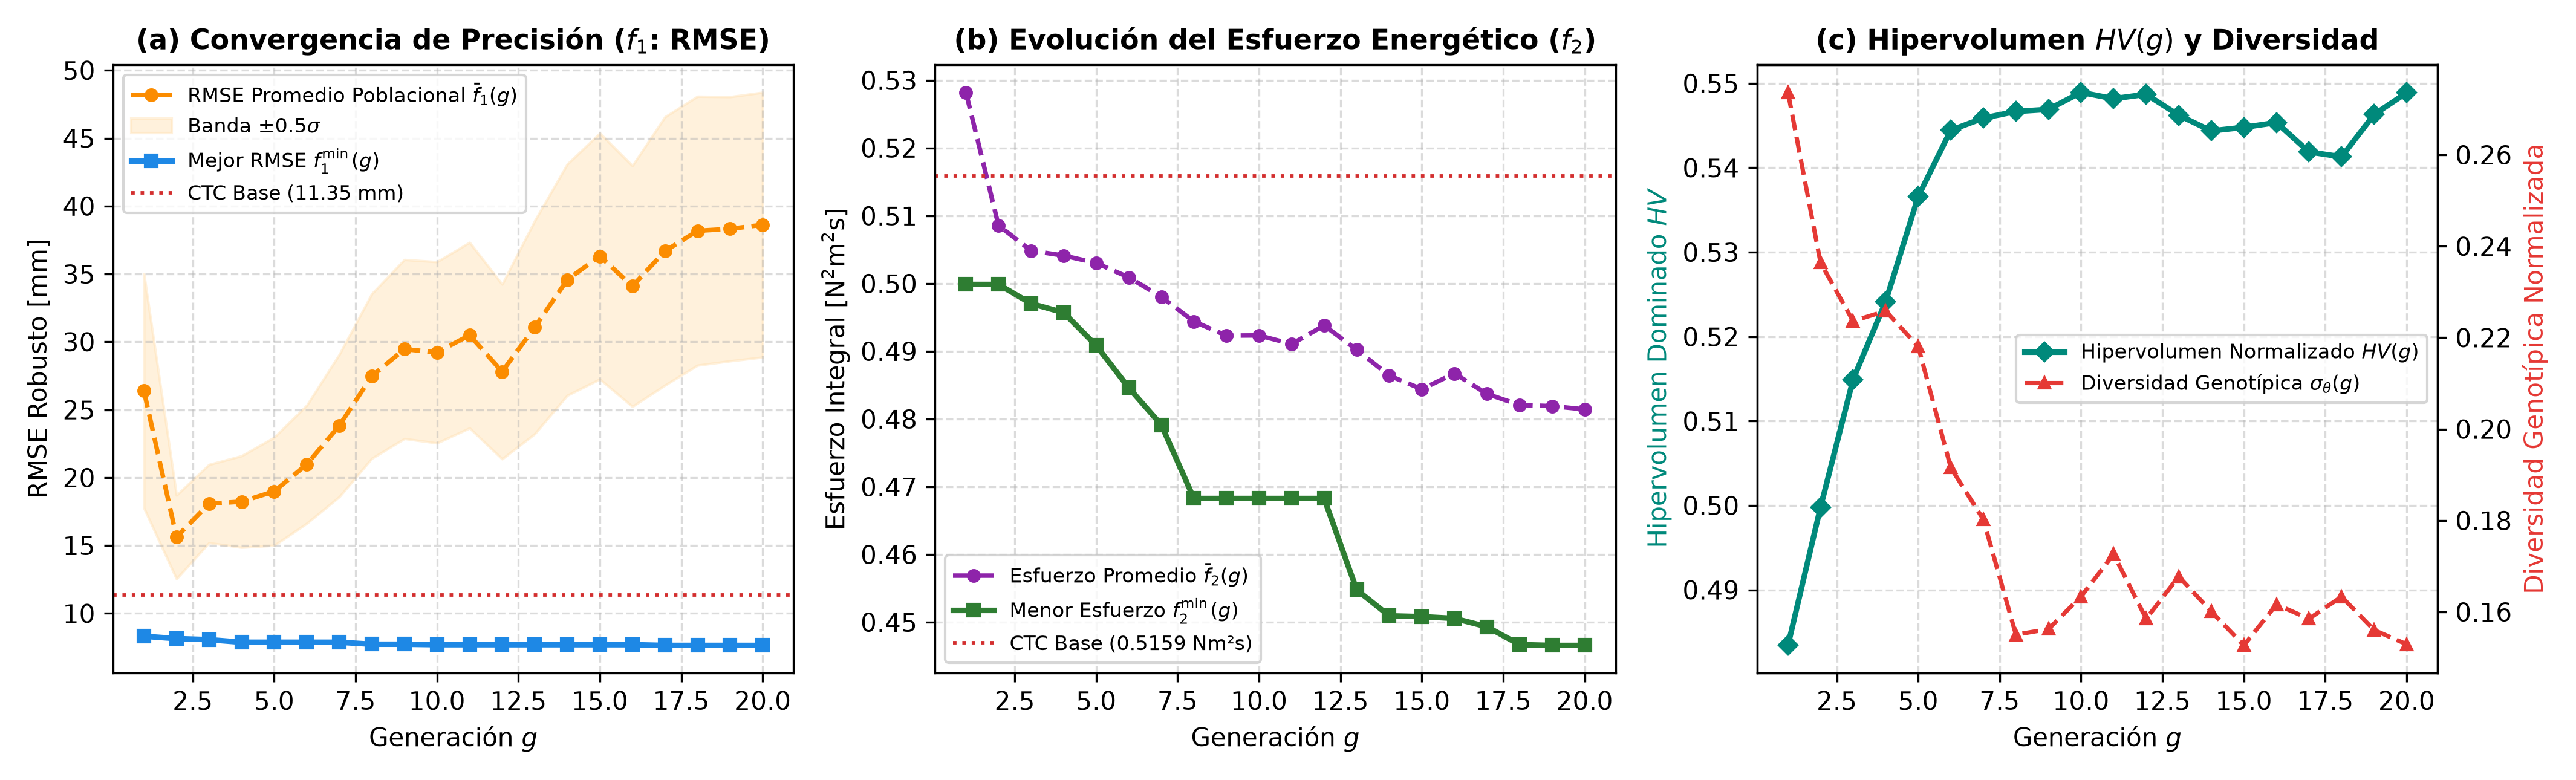 (a) Convergencia de Precisión (f₁: RMSE)
RMSE Robusto [mm]
50
45
40
35
30
25
20
15
10
RMSE Promedio Poblacional f̄₁(g)
Banda ±0.5σ
Mejor RMSE f₁ᵐⁱⁿ(g)
CTC Base (11.35 mm)
2.5 5.0 7.5 10.0 12.5 15.0 17.5 20.0
Generación g
(b) Evolución del Esfuerzo Energético (f₂)
Esfuerzo Integral [N²m²s]
0.53
0.52
0.51
0.50
0.49
0.48
0.47
0.46
0.45
Esfuerzo Promedio f̄₂(g)
Menor Esfuerzo f₂ᵐⁱⁿ(g)
CTC Base (0.5159 Nm²s)
2.5 5.0 7.5 10.0 12.5 15.0 17.5 20.0
Generación g
(c) Hipervolumen HV(g) y Diversidad
Hipervolumen Dominado HV
0.55
0.54
0.53
0.52
0.51
0.50
0.49
Hipervolumen Normalizado HV(g)
Diversidad Genotípica σ_θ(g)
0.26
0.24
0.22
0.20
0.18
0.16
Diversidad Genotípica Normalizada
2.5 5.0 7.5 10.0 12.5 15.0 17.5 20.0
Generación g